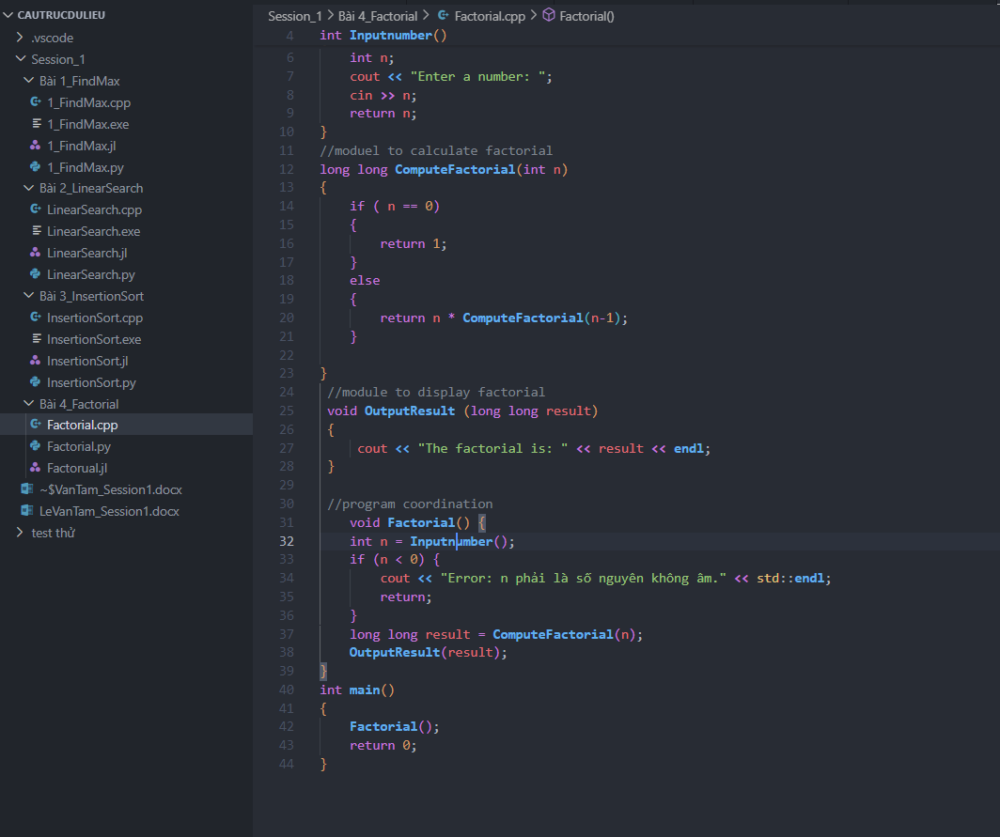 CAUTRUCDULIEU
.vscode
Session_1
Bài 1_FindMax
1_FindMax.cpp
1_FindMax.exe
1_FindMax.jl
1_FindMax.py
Bài 2_LinearSearch
LinearSearch.cpp
LinearSearch.exe
LinearSearch.jl
LinearSearch.py
Bài 3_InsertionSort
InsertionSort.cpp
InsertionSort.exe
InsertionSort.jl
InsertionSort.py
Bài 4_Factorial
Factorial.cpp
Factorial.py
Factorual.jl
~$VanTam_Session1.docx
LeVanTam_Session1.docx
test thử
Session_1 > Bài 4_Factorial > Factorial.cpp > Factorial()
4 int Inputnumber()
6 int n;
7 cout << "Enter a number: ";
8 cin >> n;
9 return n;
10 }
11 //moduel to calculate factorial
12 long long ComputeFactorial(int n)
13 {
14 if ( n == 0)
15 {
16 return 1;
17 }
18 else
19 {
20 return n * ComputeFactorial(n-1);
21 }
22
23 }
24 //module to display factorial
25 void OutputResult (long long result)
26 {
27 cout << "The factorial is: " << result << endl;
28 }
29
30 //program coordination
31 void Factorial() {
32 int n = Inputnumber();
33 if (n < 0) {
34 cout << "Error: n phải là số nguyên không âm." << std::endl;
35 return;
36 }
37 long long result = ComputeFactorial(n);
38 OutputResult(result);
39 }
40 int main()
41 {
42 Factorial();
43 return 0;
44 }